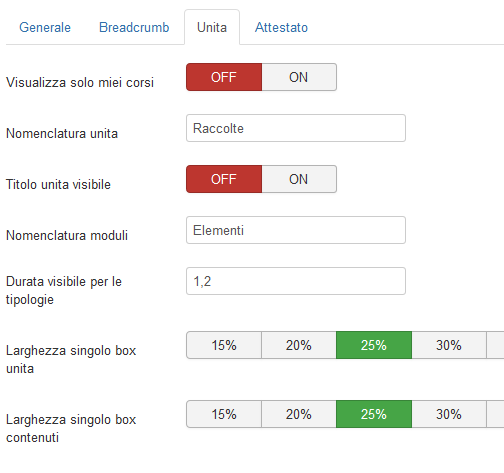 Generale Breadcrumb Unita Attestato
Visualizza solo miei corsi OFF ON
Nomenclatura unita Raccolte
Titolo unita visibile OFF ON
Nomenclatura moduli Elementi
Durata visibile per le
tipologie
1,2
Larghezza singolo box
unita
15% 20% 25% 30%
Larghezza singolo box
contenuti
15% 20% 25% 30%